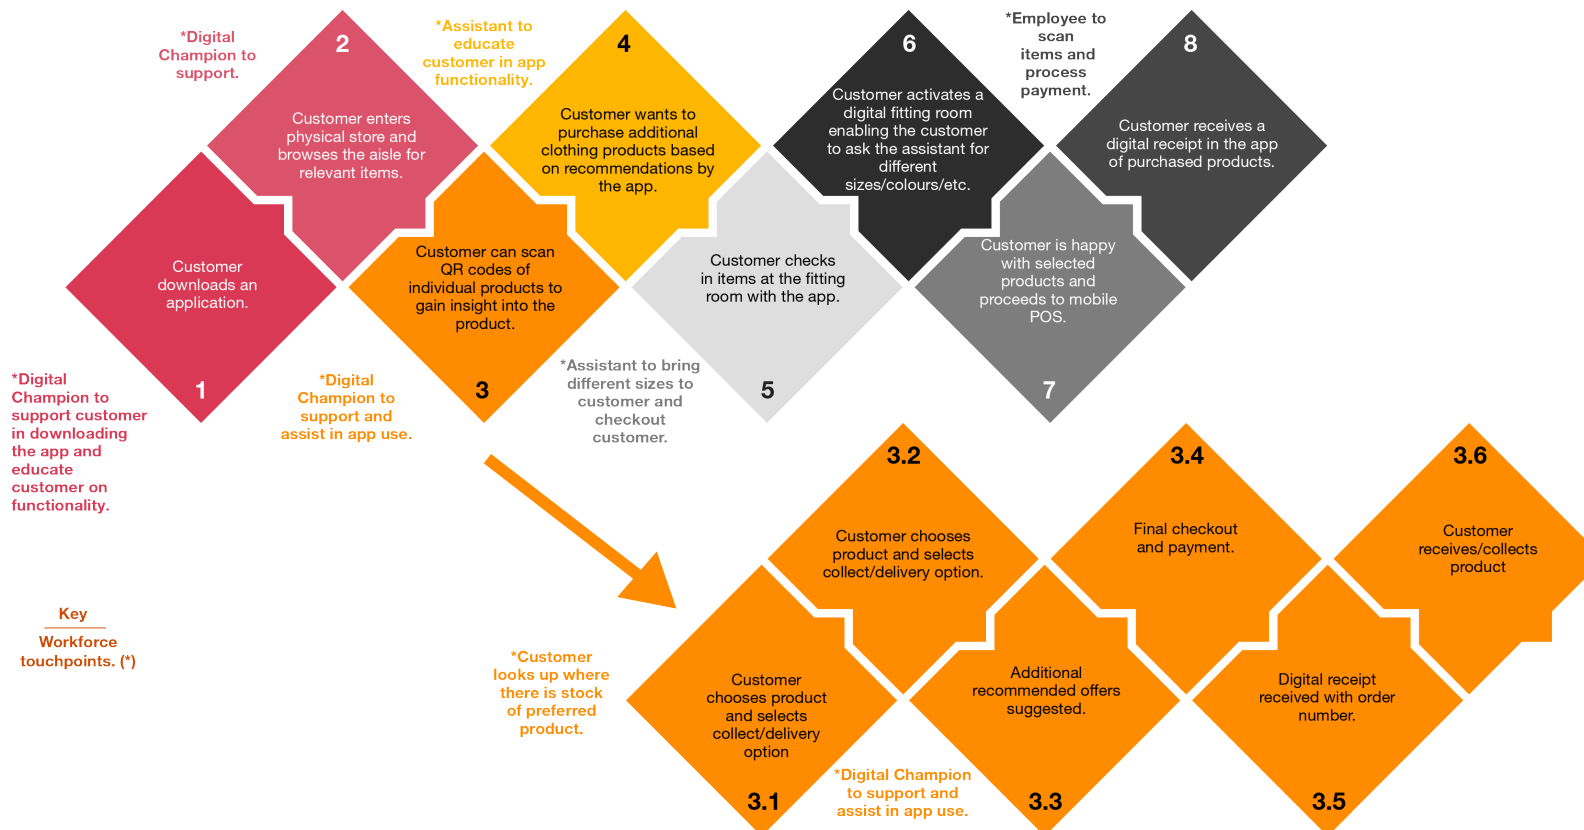 *Digital
Champion to
support.
2
Customer enters
physical store and
browses the aisle for
relevant items.
*Assistant to
educate
customer in app
functionality.
4
Customer wants to
purchase additional
clothing products based
on recommendations by
the app.
6
Customer activates a
digital fitting room
enabling the customer
to ask the assistant for
different
sizes/colours/etc.
*Employee to
scan
items and
process
payment.
8
Customer receives a
digital receipt in the app
of purchased products.
Customer
downloads an
application.
1
*Digital
Champion to
support customer
in downloading
the app and
educate
customer on
functionality.
Customer can scan
QR codes of
individual products to
gain insight into the
product.
3
*Digital
Champion to
support and
assist in app use.
Customer checks
in items at the fitting
room with the app.
5
*Assistant to bring
different sizes to
customer and
checkout
customer.
Customer is happy
with selected
products and
proceeds to mobile
POS.
7
3.2
Customer chooses
product and selects
collect/delivery option.
3.4
Final checkout
and payment.
3.6
Customer
receives/collects
product
Key
Workforce
touchpoints. (*)
*Customer
looks up where
there is stock
of preferred
product.
Customer
chooses product
and selects
collect/delivery
option
3.1
*Digital Champion
to support and
assist in app use.
Additional
recommended offers
suggested.
3.3
Digital receipt
received with order
number.
3.5